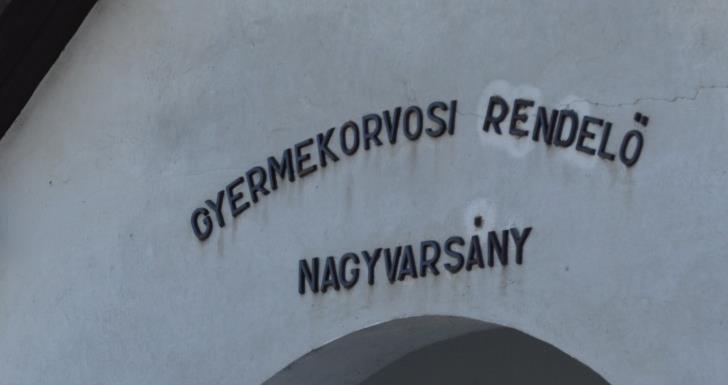 GYERMEKORVOSI RENDELŐ
NAGYVARSÁNY